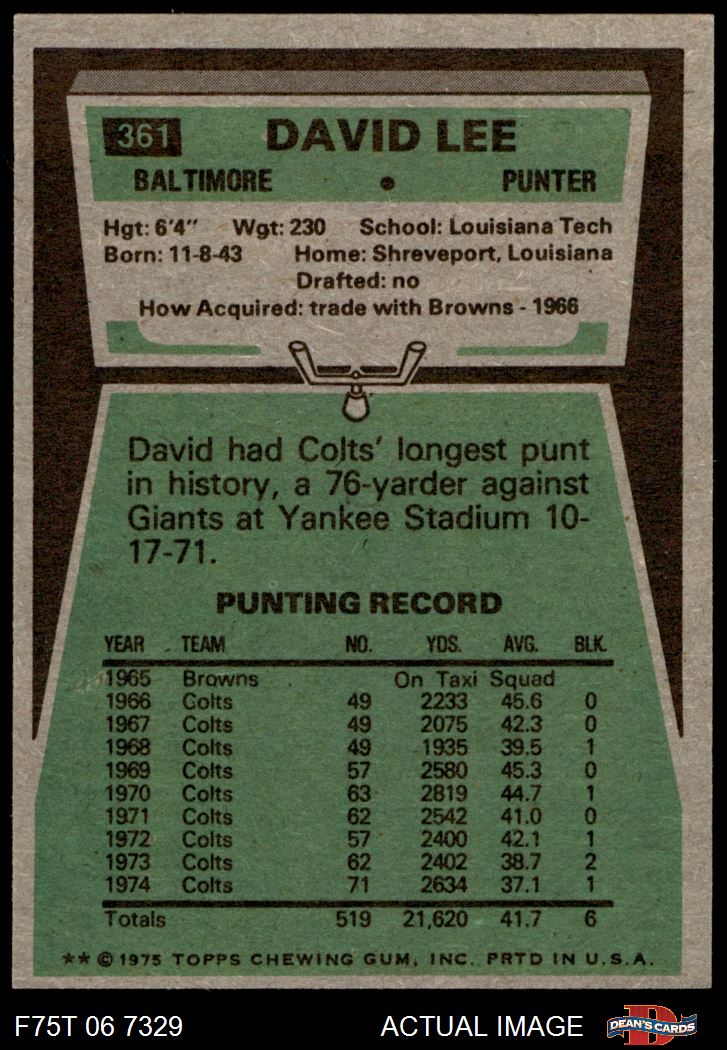 361 DAVID LEE
BALTIMORE • PUNTER
Hgt: 6'4" Wgt: 230 School: Louisiana Tech
Born: 11-8-43 Home: Shreveport, Louisiana
Drafted: no
How Acquired: trade with Browns - 1966
David had Colts' longest punt
in history, a 76-yarder against
Giants at Yankee Stadium 10-
17-71.
PUNTING RECORD
YEAR TEAM NO. YDS. AVG. BLK.
1965 Browns On Taxi Squad
1966 Colts 49 2233 45.6 0
1967 Colts 49 2075 42.3 0
1968 Colts 49 1935 39.5 1
1969 Colts 57 2580 45.3 0
1970 Colts 63 2819 44.7 1
1971 Colts 62 2542 41.0 0
1972 Colts 57 2400 42.1 1
1973 Colts 62 2402 38.7 2
1974 Colts 71 2634 37.1 1
Totals 519 21,620 41.7 6
** © 1975 TOPPS CHEWING GUM, INC. PRTD IN U.S.A.
F75T 06 7329 ACTUAL IMAGE D DEAN'S CARDS